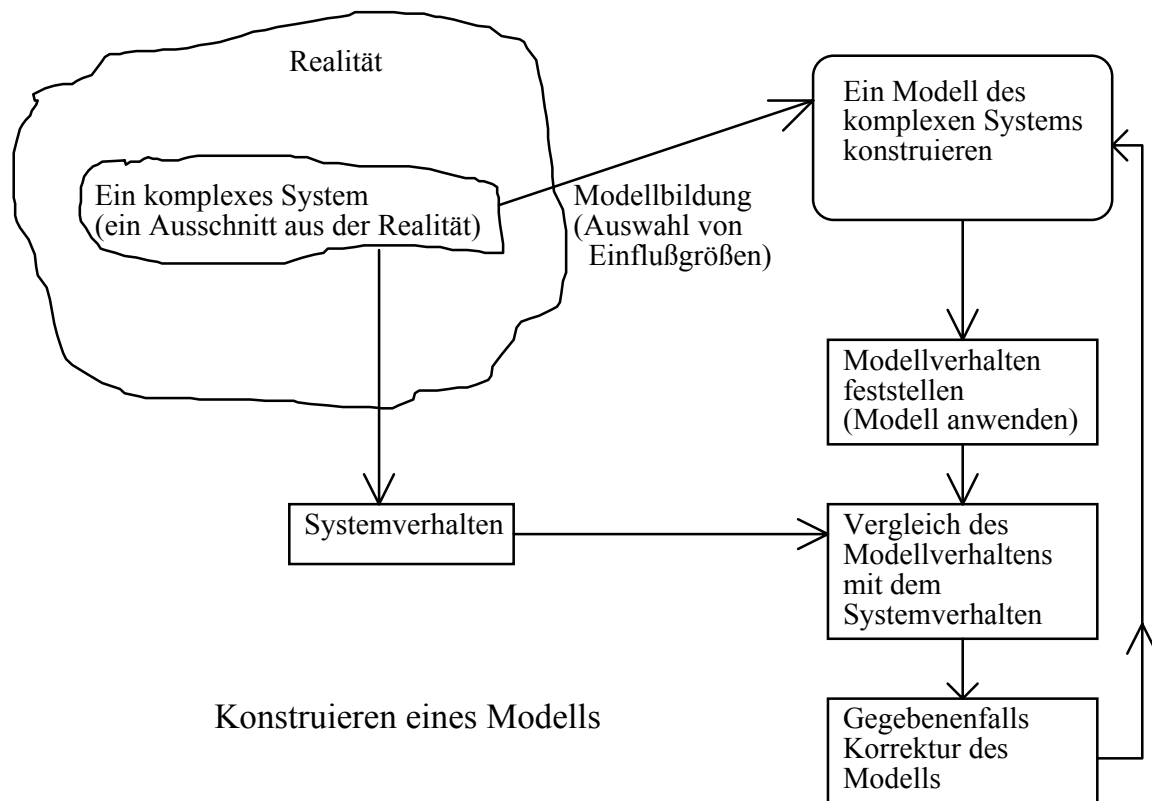 Realität
Ein komplexes System
(ein Ausschnitt aus der Realität)
Modellbildung
(Auswahl von
Einflußgrößen)
Ein Modell des
komplexen Systems
konstruieren
Modellverhalten
feststellen
(Modell anwenden)
Systemverhalten
Vergleich des
Modellverhaltens
mit dem
Systemverhalten
Konstruieren eines Modells
Gegebenenfalls
Korrektur des
Modells